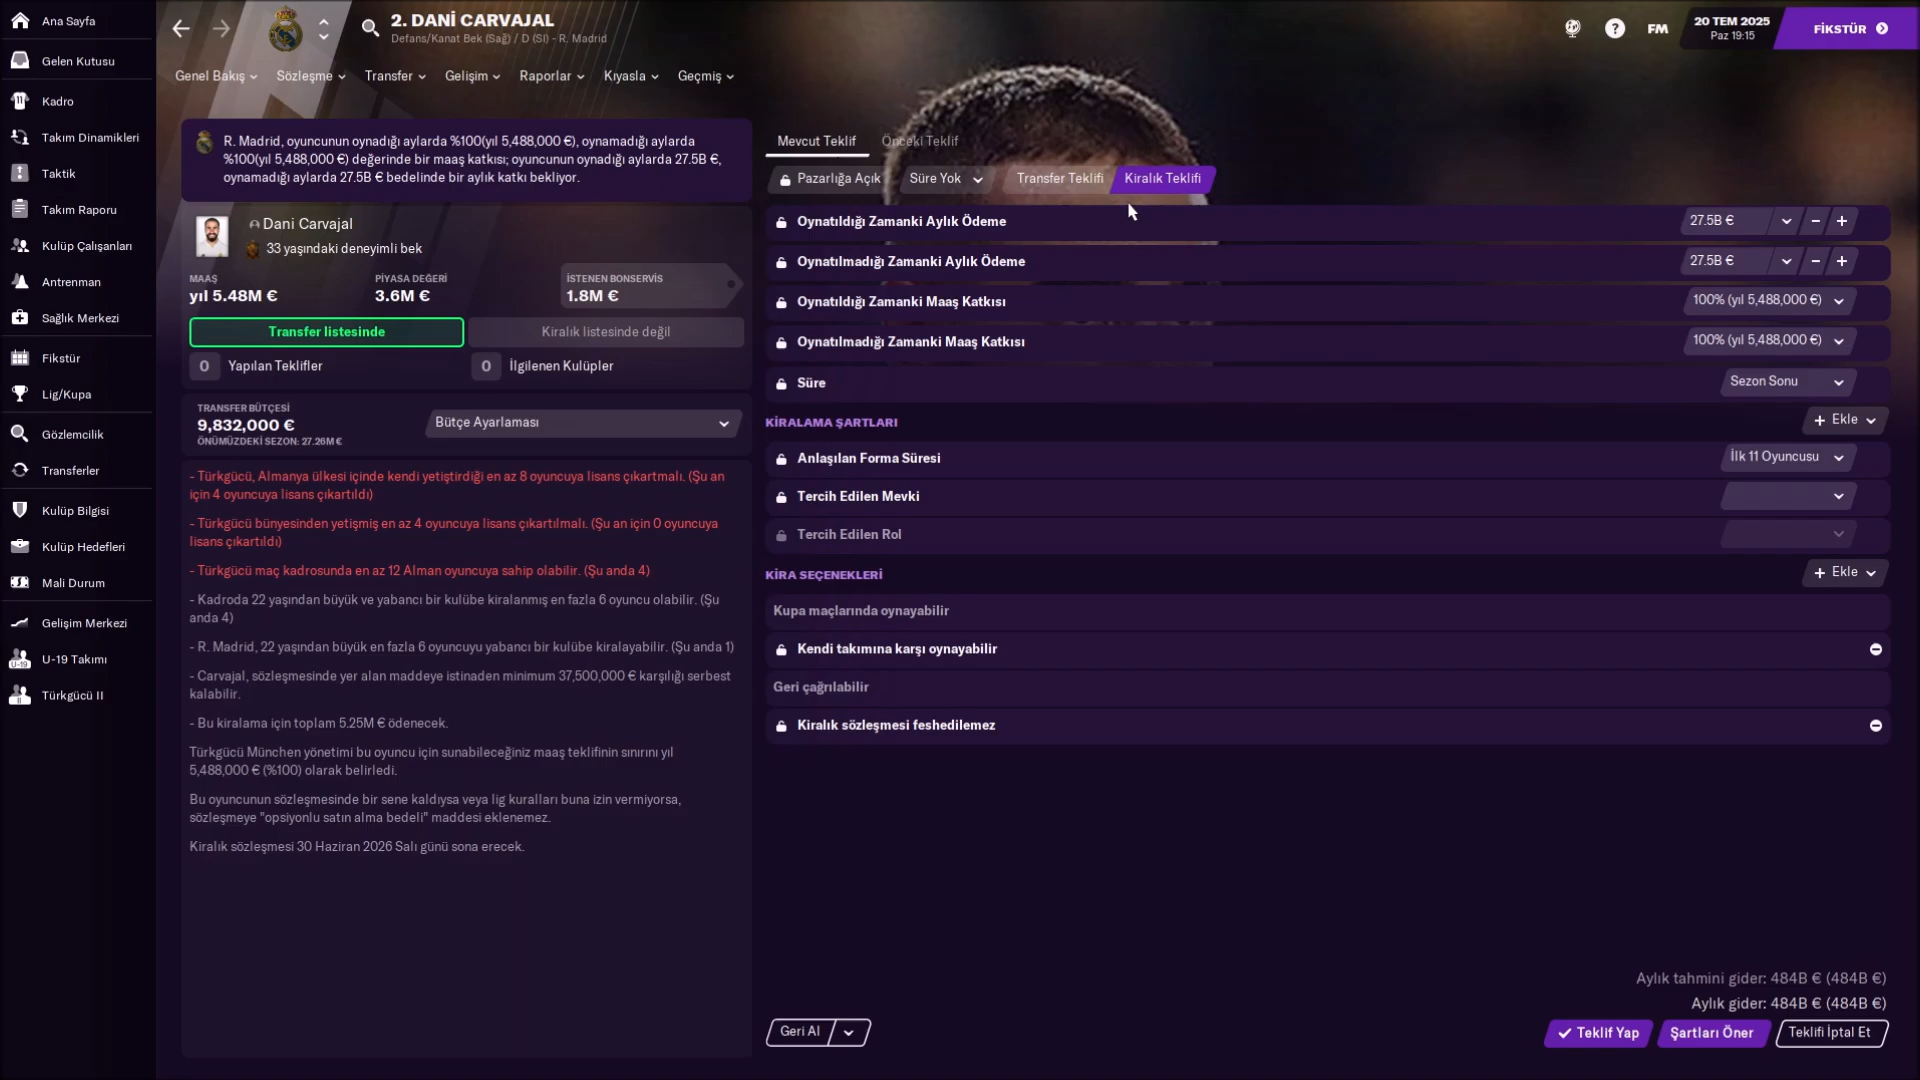 Ana Sayfa
Gelen Kutusu
Kadro
Takım Dinamikleri
Taktik
Takım Raporu
Kulüp Çalışanları
Antrenman
Sağlık Merkezi
Fikstür
Lig/Kupa
Gözlemcilik
Transferler
Kulüp Bilgisi
Kulüp Hedefleri
Mali Durum
Gelişim Merkezi
U-19 Takımı
Türkgücü II
2. DANİ CARVAJAL
Defans/Kanat Bek (Sağ) / D (Sl) - R. Madrid
FM
20 TEM 2025
Paz 19:15
FİKSTÜR
Genel Bakış
Sözleşme
Transfer
Gelişim
Raporlar
Kıyasla
Geçmiş
R. Madrid, oyuncunun oynadığı aylarda %100(yıl 5,488,000 €), oynamadığı aylarda
%100(yıl 5,488,000 €) değerinde bir maaş katkısı; oyuncunun oynadığı aylarda 27.5B €,
oynamadığı aylarda 27.5B € bedelinde bir aylık katkı bekliyor.
Dani Carvajal
33 yaşındaki deneyimli bek
MAAŞ
yıl 5.48M €
PİYASA DEĞERİ
3.6M €
İSTENEN BONSERVİS
1.8M €
Transfer listesinde
Kiralık listesinde değil
0 Yapılan Teklifler
0 İlgilenen Kulüpler
TRANSFER BÜTÇESİ
9,832,000 €
ÖNÜMÜZDEKİ SEZON: 27.26M €
Bütçe Ayarlaması
- Türkgücü, Almanya ülkesi içinde kendi yetiştirdiği en az 8 oyuncuya lisans çıkartmalı. (Şu an
için 4 oyuncuya lisans çıkartıldı)
- Türkgücü bünyesinden yetişmiş en az 4 oyuncuya lisans çıkartılmalı. (Şu an için 0 oyuncuya
lisans çıkartıldı)
- Türkgücü maç kadrosunda en az 12 Alman oyuncuya sahip olabilir. (Şu anda 4)
- Kadroda 22 yaşından büyük ve yabancı bir kulübe kiralanmış en fazla 6 oyuncu olabilir. (Şu
anda 4)
- R. Madrid, 22 yaşından büyük en fazla 6 oyuncuyu yabancı bir kulübe kiralayabilir. (Şu anda 1)
- Carvajal, sözleşmesinde yer alan maddeye istinaden minimum 37,500,000 € karşılığı serbest
kalabilir.
- Bu kiralama için toplam 5.25M € ödenecek.
Türkgücü München yönetimi bu oyuncu için sunabileceğiniz maaş teklifinin sınırını yıl
5,488,000 € (%100) olarak belirledi.
Bu oyuncunun sözleşmesinde bir sene kaldıysa veya lig kuralları buna izin vermiyorsa,
sözleşmeye "opsiyonlu satın alma bedeli" maddesi eklenemez.
Kiralık sözleşmesi 30 Haziran 2026 Salı günü sona erecek.
Mevcut Teklif
Önceki Teklif
Pazarlığa Açık
Süre Yok
Transfer Teklifi
Kiralık Teklifi
Oynatıldığı Zamanki Aylık Ödeme
27.5B €
Oynatılmadığı Zamanki Aylık Ödeme
27.5B €
Oynatıldığı Zamanki Maaş Katkısı
100% (yıl 5,488,000 €)
Oynatılmadığı Zamanki Maaş Katkısı
100% (yıl 5,488,000 €)
Süre
Sezon Sonu
KİRALAMA ŞARTLARI
+ Ekle
Anlaşılan Forma Süresi
İlk 11 Oyuncusu
Tercih Edilen Mevki
Tercih Edilen Rol
KİRA SEÇENEKLERİ
+ Ekle
Kupa maçlarında oynayabilir
Kendi takımına karşı oynayabilir
Geri çağrılabilir
Kiralık sözleşmesi feshedilemez
Aylık tahmini gider: 484B € (484B €)
Aylık gider: 484B € (484B €)
Geri Al
Teklif Yap
Şartları Öner
Teklifi İptal Et